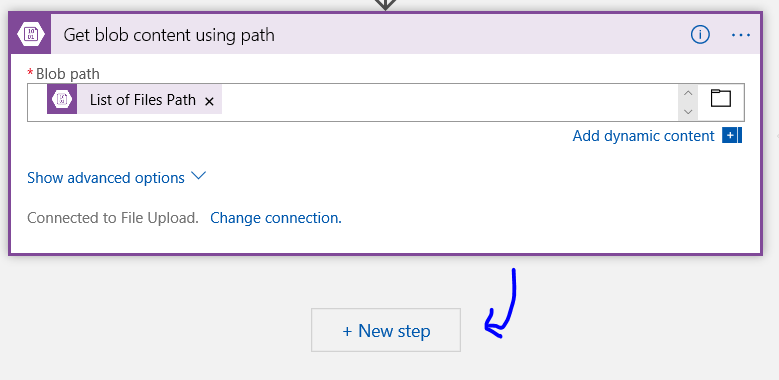 Get blob content using path
* Blob path
List of Files Path ×
Add dynamic content
Show advanced options
Connected to File Upload. Change connection.
+ New step